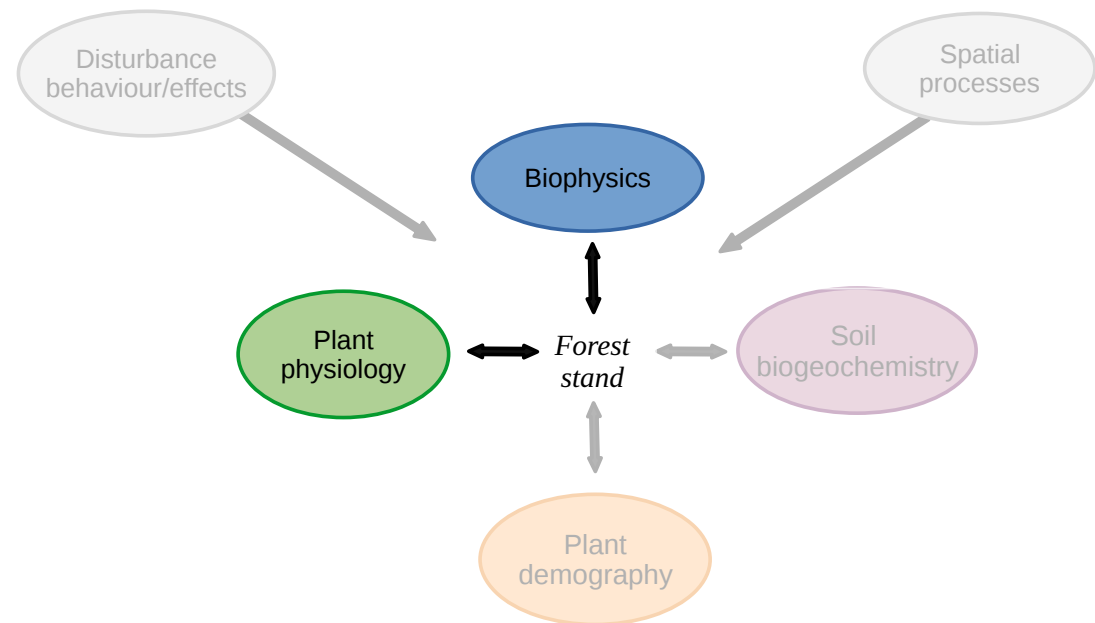 Disturbance
behaviour/effects
Spatial
processes
Biophysics
Plant
physiology
Forest
stand
Soil
biogeochemistry
Plant
demography